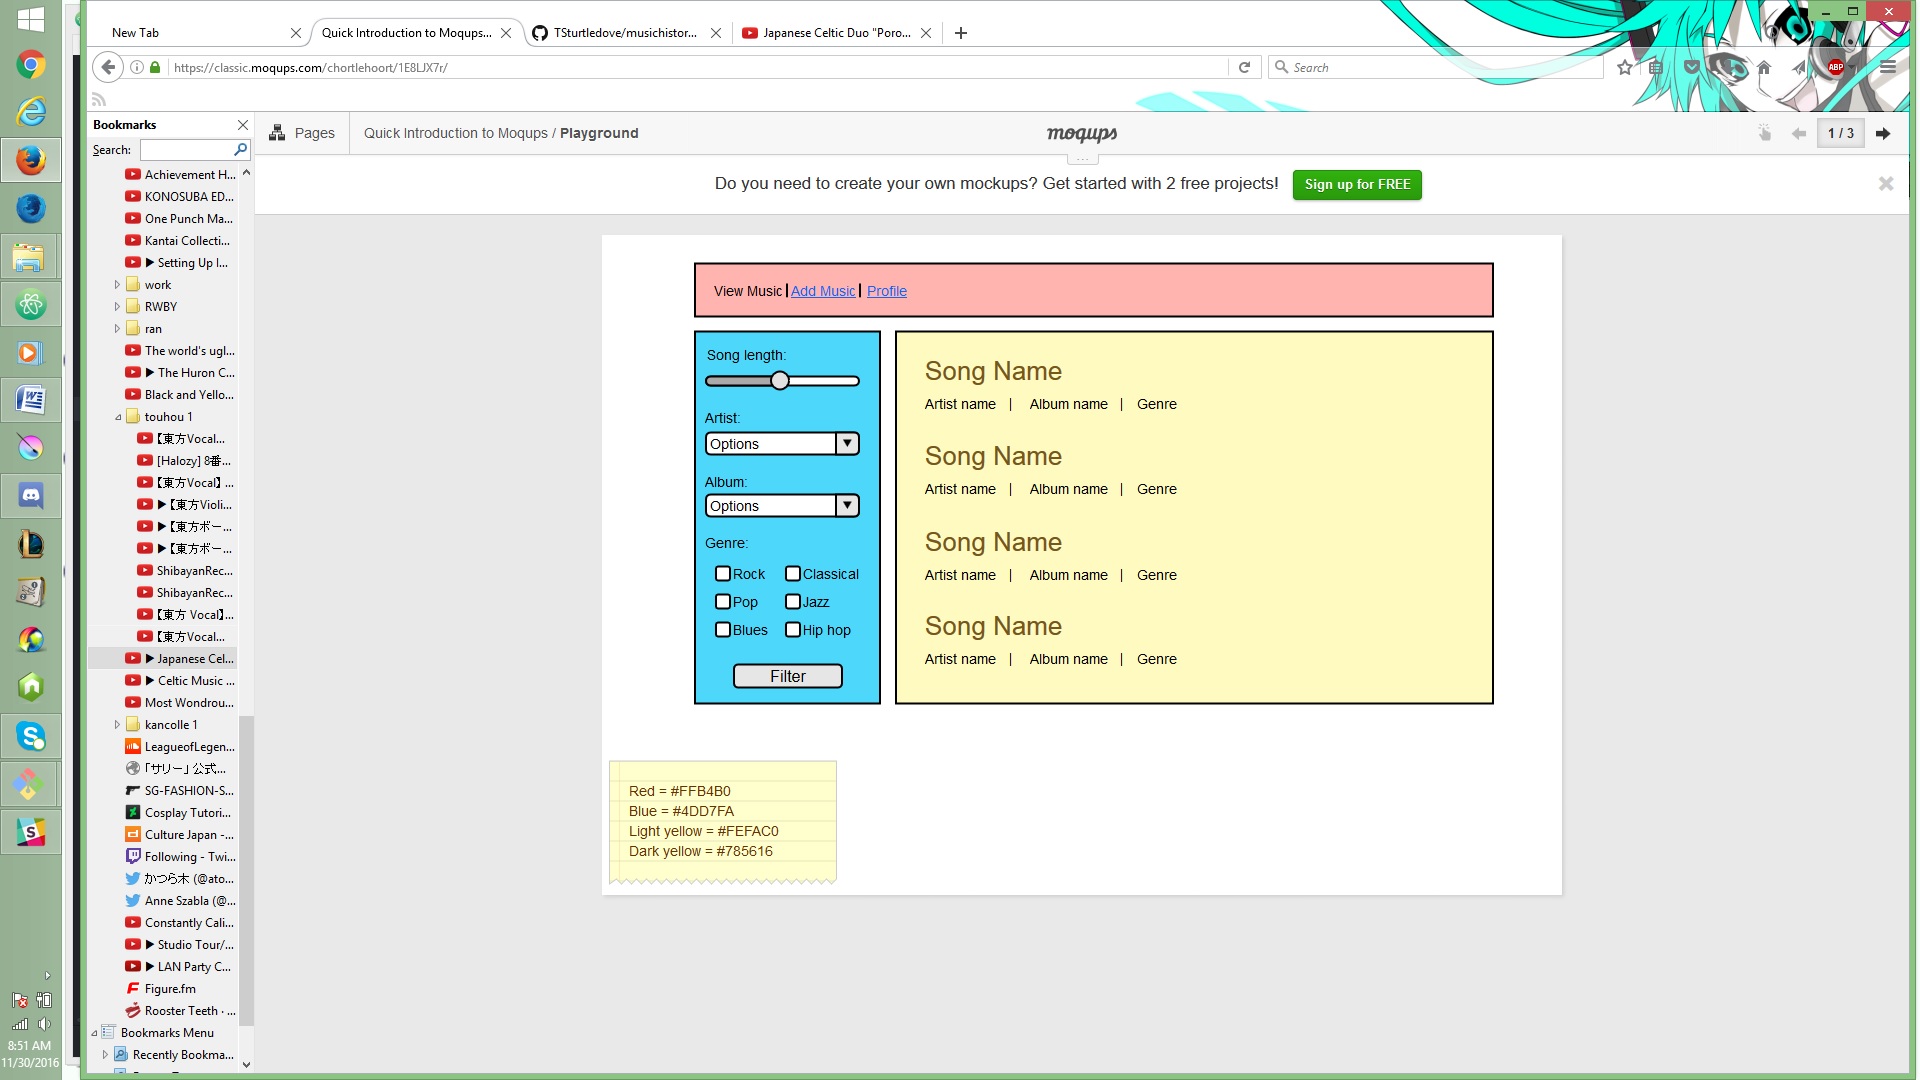 New Tab
Quick Introduction to Moqups...
TSturtledove/musichistor...
Japanese Celtic Duo "Poro...
https://classic.moqups.com/chortlehoort/1E8LJX7r/
Search
ABP
Bookmarks
Search:
Achievement H...
KONOSUBA ED...
One Punch Ma...
Kantai Collecti...
▶ Setting Up I...
work
RWBY
ran
The world's ugl...
▶ The Huron C...
Black and Yello...
touhou 1
【東方Vocal...
[Halozy] 8番...
【東方Vocal】 ...
▶【東方Violi...
▶【東方ボー...
▶【東方ボー...
ShibayanRec...
ShibayanRec...
【東方 Vocal】...
【東方Vocal...
▶ Japanese Cel...
▶ Celtic Music ...
Most Wondrou...
kancolle 1
LeagueofLegen...
「サリー」 公式...
SG-FASHION-S...
Cosplay Tutori...
Culture Japan -...
Following - Twi...
かつら木 (@ato...
Anne Szabla (@...
Constantly Cali...
▶ Studio Tour/...
▶ LAN Party C...
Figure.fm
Rooster Teeth · ...
Bookmarks Menu
Recently Bookma...
Pages
Quick Introduction to Moqups / Playground
moqups
1 / 3
Do you need to create your own mockups? Get started with 2 free projects!
Sign up for FREE
View Music | Add Music | Profile
Song length:
Artist:
Options
Album:
Options
Genre:
Rock Classical
Pop Jazz
Blues Hip hop
Filter
Song Name
Artist name | Album name | Genre
Song Name
Artist name | Album name | Genre
Song Name
Artist name | Album name | Genre
Song Name
Artist name | Album name | Genre
Red = #FFB4B0
Blue = #4DD7FA
Light yellow = #FEFAC0
Dark yellow = #785616
8:51 AM
11/30/2016